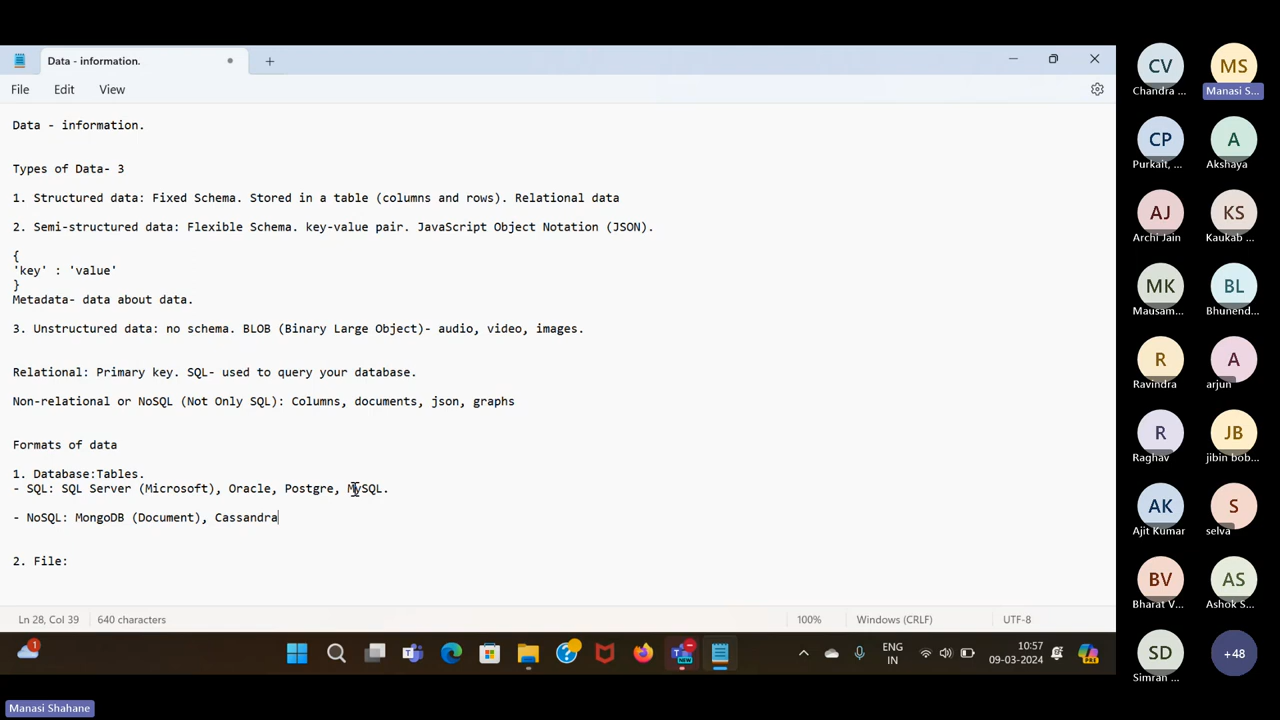 Data - information.
File Edit View
Data - information.
Types of Data- 3
1. Structured data: Fixed Schema. Stored in a table (columns and rows). Relational data
2. Semi-structured data: Flexible Schema. key-value pair. JavaScript Object Notation (JSON).
{
'key' : 'value'
}
Metadata- data about data.
3. Unstructured data: no schema. BLOB (Binary Large Object)- audio, video, images.
Relational: Primary key. SQL- used to query your database.
Non-relational or NoSQL (Not Only SQL): Columns, documents, json, graphs
Formats of data
1. Database:Tables.
- SQL: SQL Server (Microsoft), Oracle, Postgre, MySQL.
- NoSQL: MongoDB (Document), Cassandra
2. File:
Ln 28, Col 39 640 characters 100% Windows (CRLF) UTF-8
1 NEW ENG IN 10:57 09-03-2024 PRE
Manasi Shahane
CV MS
Chandra ... Manasi S...
CP A
Purkait, ... Akshaya
AJ KS
Archi Jain Kaukab ...
MK BL
Mausam... Bhunend...
R A
Ravindra arjun
R JB
Raghav jibin bob...
AK S
Ajit Kumar selva
BV AS
Bharat V... Ashok S...
SD +48
Simran ...